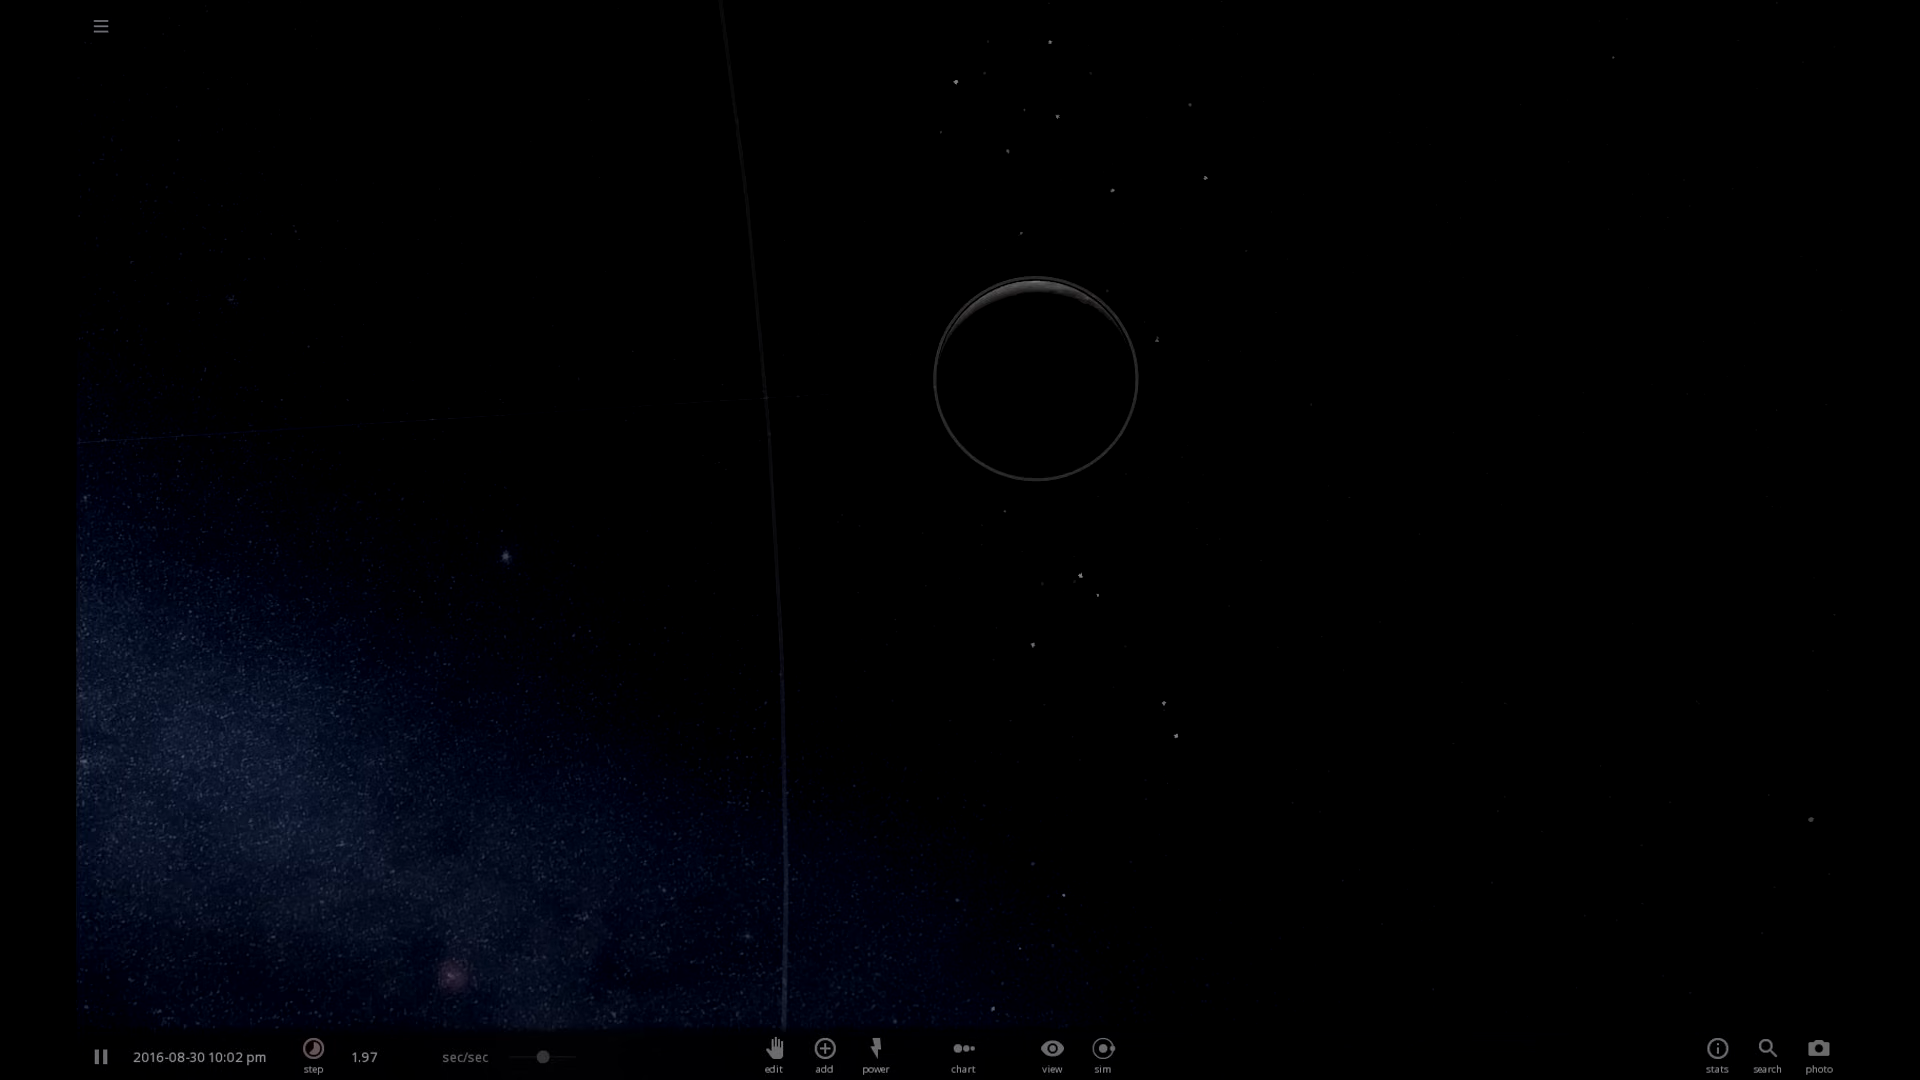 2016-08-30 10:02 pm
step
1.97
sec/sec
edit
add
power
chart
view
sim
stats
search
photo